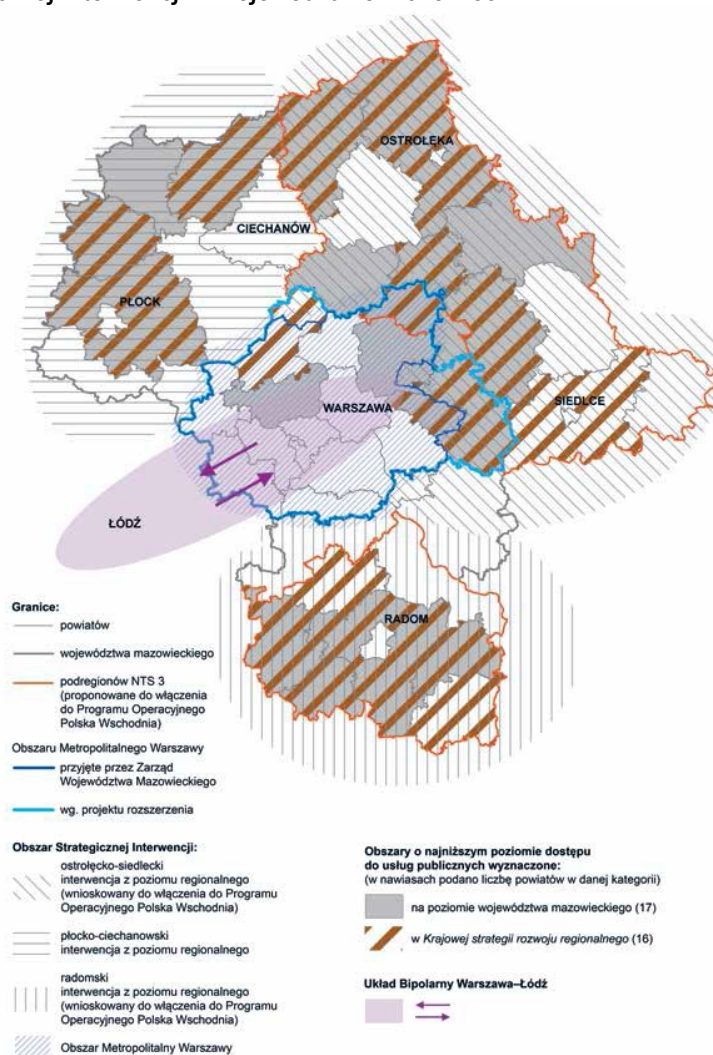 OSTROŁĘKA
CIECHANÓW
PŁOCK
WARSZAWA
SIEDLCE
ŁÓDŹ
RADOM
Granice:
powiatów
województwa mazowieckiego
podregionów NTS 3
(proponowane do włączenia
do Programu Operacyjnego
Polska Wschodnia)
Obszaru Metropolitalnego Warszawy
przyjęte przez Zarząd
Województwa Mazowieckiego
wg. projektu rozszerzenia
Obszar Strategicznej Interwencji:
ostrołęcko-siedlecki
interwencja z poziomu regionalnego
(wnioskowany do włączenia do Programu
Operacyjnego Polska Wschodnia)
płocko-ciechanowski
interwencja z poziomu regionalnego
radomski
interwencja z poziomu regionalnego
(wnioskowany do włączenia do Programu
Operacyjnego Polska Wschodnia)
Obszar Metropolitalny Warszawy
Obszary o najniższym poziomie dostępu
do usług publicznych wyznaczone:
(w nawiasach podano liczbę powiatów w danej kategorii)
na poziomie województwa mazowieckiego (17)
w Krajowej strategii rozwoju regionalnego (16)
Układ Bipolarny Warszawa–Łódź